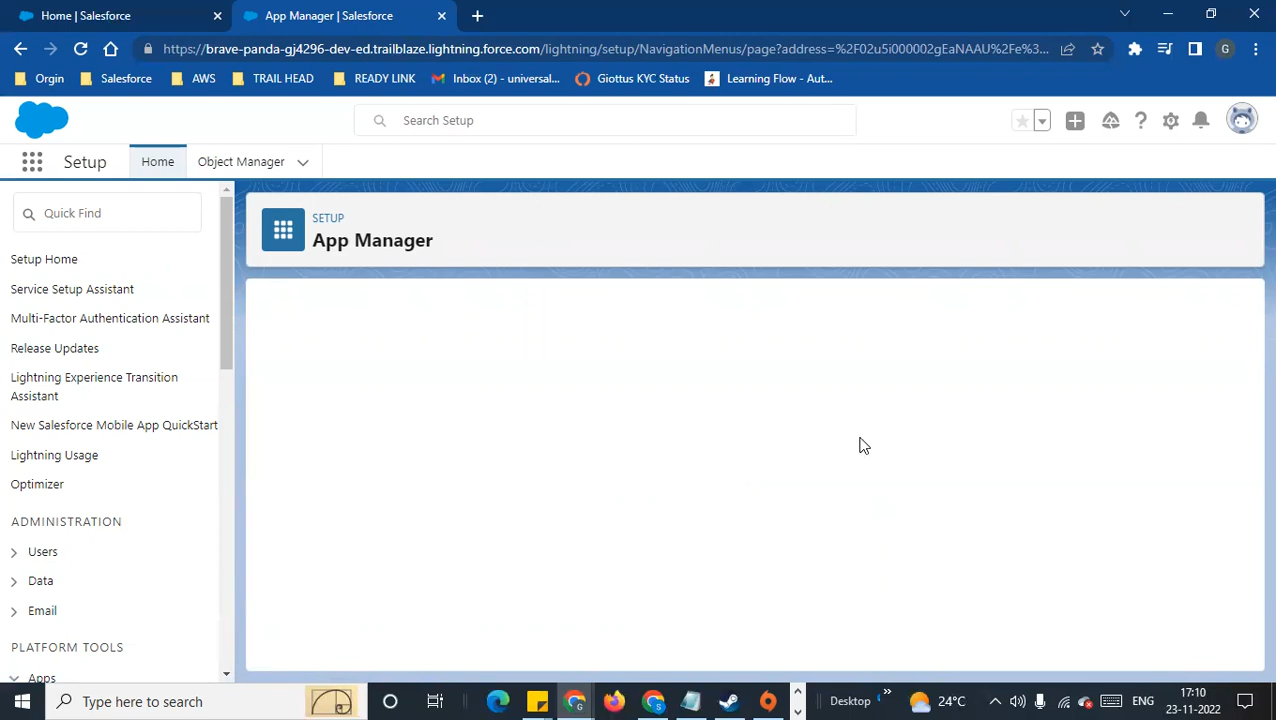 Home | Salesforce
App Manager | Salesforce
https://brave-panda-gj4296-dev-ed.trailblaze.lightning.force.com/lightning/setup/NavigationMenus/page?address=%2F02u5i000002gEaNAAU%2Fe%3...
G
Orgin
Salesforce
AWS
TRAIL HEAD
READY LINK
Inbox (2) - universal...
Giottus KYC Status
Learning Flow - Aut...
Search Setup
Setup
Home
Object Manager
Quick Find
Setup Home
Service Setup Assistant
Multi-Factor Authentication Assistant
Release Updates
Lightning Experience Transition
Assistant
New Salesforce Mobile App QuickStart
Lightning Usage
Optimizer
ADMINISTRATION
Users
Data
Email
PLATFORM TOOLS
Apps
SETUP
App Manager
Type here to search
Desktop
24°C
ENG
17:10
23-11-2022